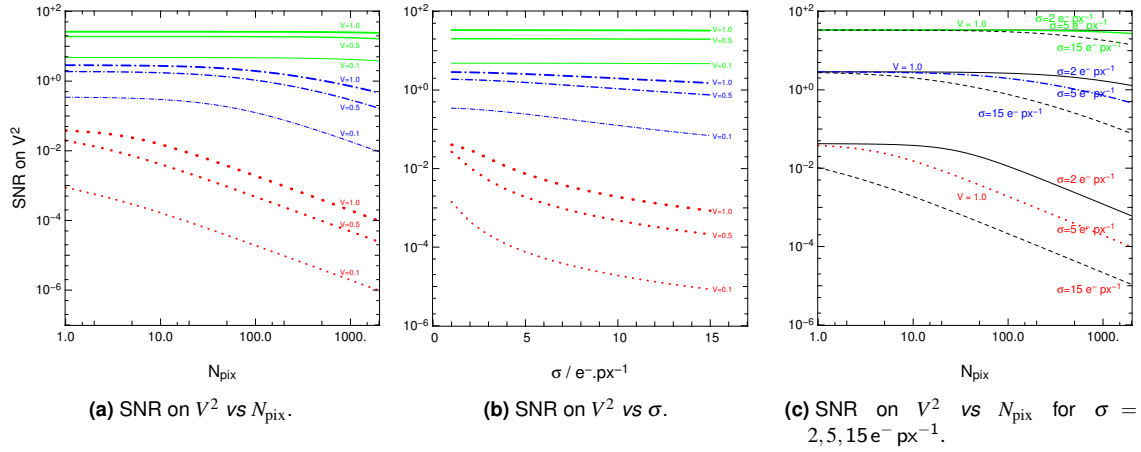 SNR on V²
10⁺²
10⁺⁰
10⁻²
10⁻⁴
10⁻⁶
V=1.0
V=0.5
V=0.1
V=1.0
V=0.5
V=0.1
V=1.0
V=0.5
V=0.1
1.0 10.0 100.0 1000.
Npix
(a) SNR on V² vs Npix.
10⁺²
10⁺⁰
10⁻²
10⁻⁴
10⁻⁶
V=1.0
V=0.5
V=0.1
V=1.0
V=0.5
V=0.1
V=1.0
V=0.5
V=0.1
0 5 10 15
σ / e⁻.px⁻¹
(b) SNR on V² vs σ.
10⁺²
10⁺⁰
10⁻²
10⁻⁴
10⁻⁶
V = 1.0
σ=2 e⁻ px⁻¹
σ=5 e⁻ px⁻¹
σ=15 e⁻ px⁻¹
V = 1.0
σ=2 e⁻ px⁻¹
σ=5 e⁻ px⁻¹
σ=15 e⁻ px⁻¹
σ=2 e⁻ px⁻¹
V = 1.0
σ=5 e⁻ px⁻¹
σ=15 e⁻ px⁻¹
1.0 10.0 100.0 1000.
Npix
(c) SNR on V² vs Npix for σ =
2,5,15 e⁻ px⁻¹.